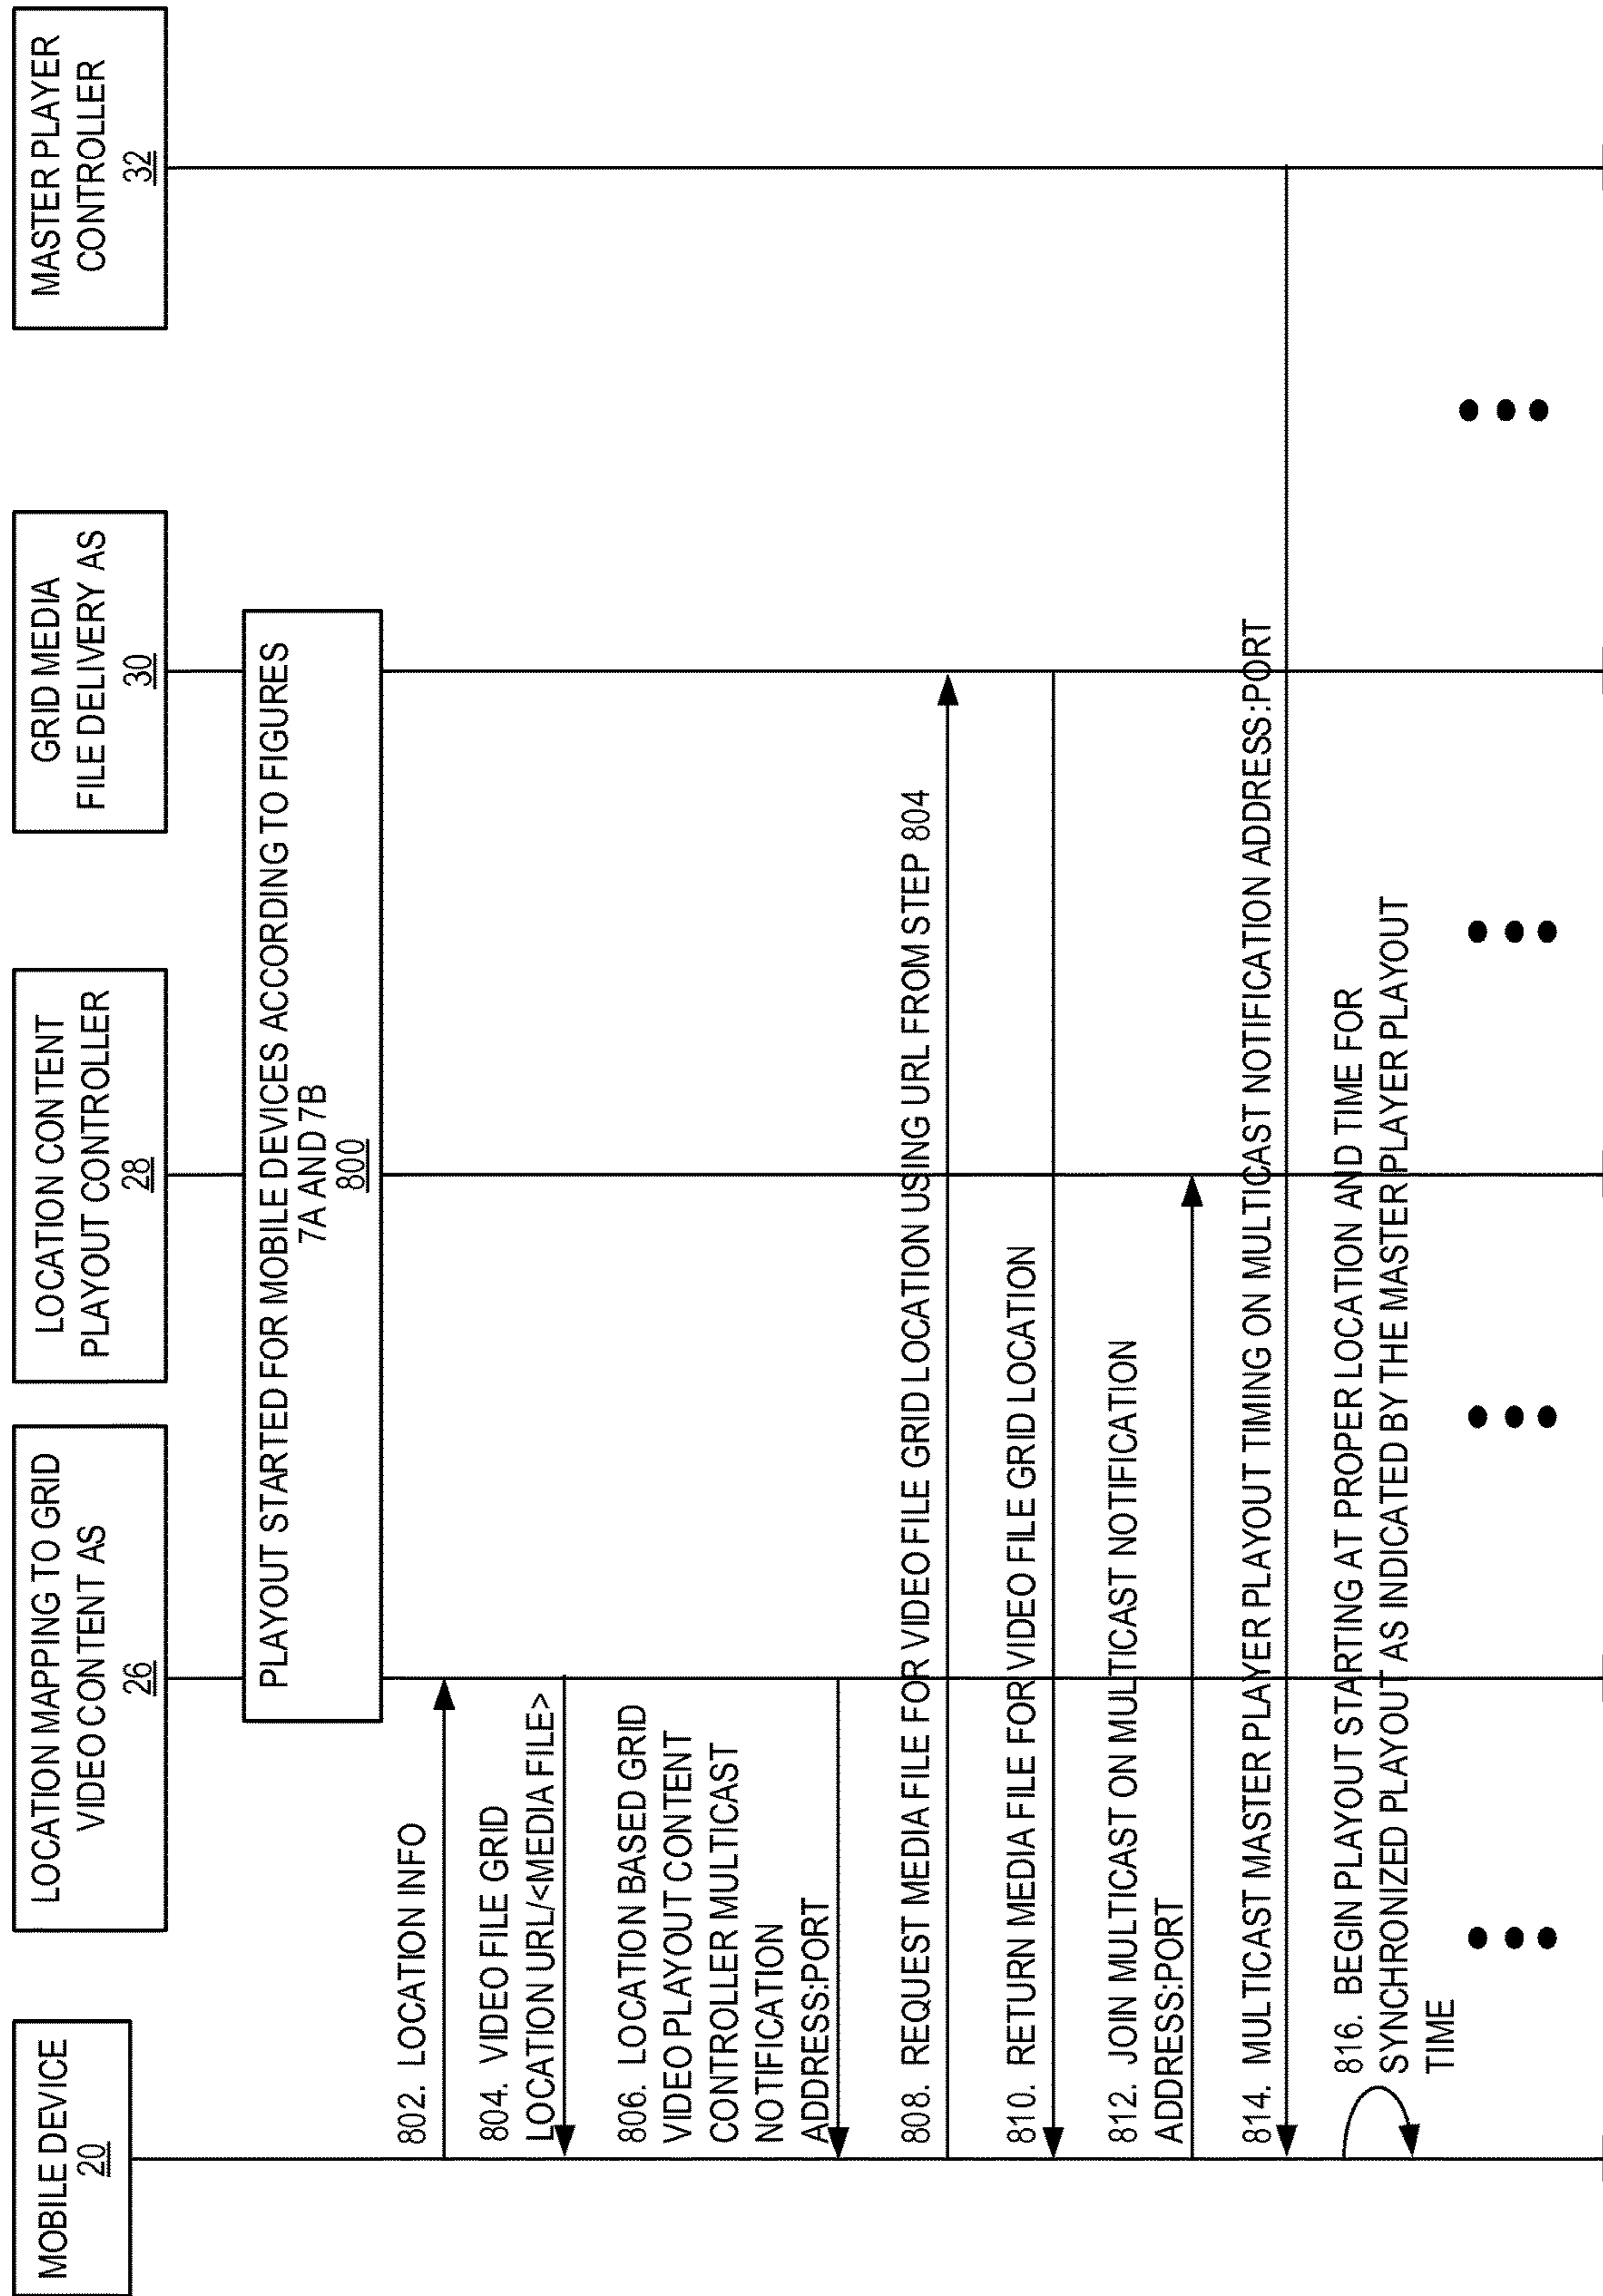 MOBILE DEVICE
20
LOCATION MAPPING TO GRID
VIDEO CONTENT AS
26
LOCATION CONTENT
PLAYOUT CONTROLLER
28
GRID MEDIA
FILE DELIVERY AS
30
MASTER PLAYER
CONTROLLER
32
PLAYOUT STARTED FOR MOBILE DEVICES ACCORDING TO FIGURES
7A AND 7B
800
802. LOCATION INFO
804. VIDEO FILE GRID
LOCATION URL/<MEDIA FILE>
806. LOCATION BASED GRID
VIDEO PLAYOUT CONTENT
CONTROLLER MULTICAST
NOTIFICATION
ADDRESS:PORT
808. REQUEST MEDIA FILE FOR VIDEO FILE GRID LOCATION USING URL FROM STEP 804
810. RETURN MEDIA FILE FOR VIDEO FILE GRID LOCATION
812. JOIN MULTICAST ON MULTICAST NOTIFICATION
ADDRESS:PORT
814. MULTICAST MASTER PLAYER PLAYOUT TIMING ON MULTICAST NOTIFICATION ADDRESS:PORT
816. BEGIN PLAYOUT STARTING AT PROPER LOCATION AND TIME FOR
SYNCHRONIZED PLAYOUT AS INDICATED BY THE MASTER PLAYER PLAYOUT
TIME